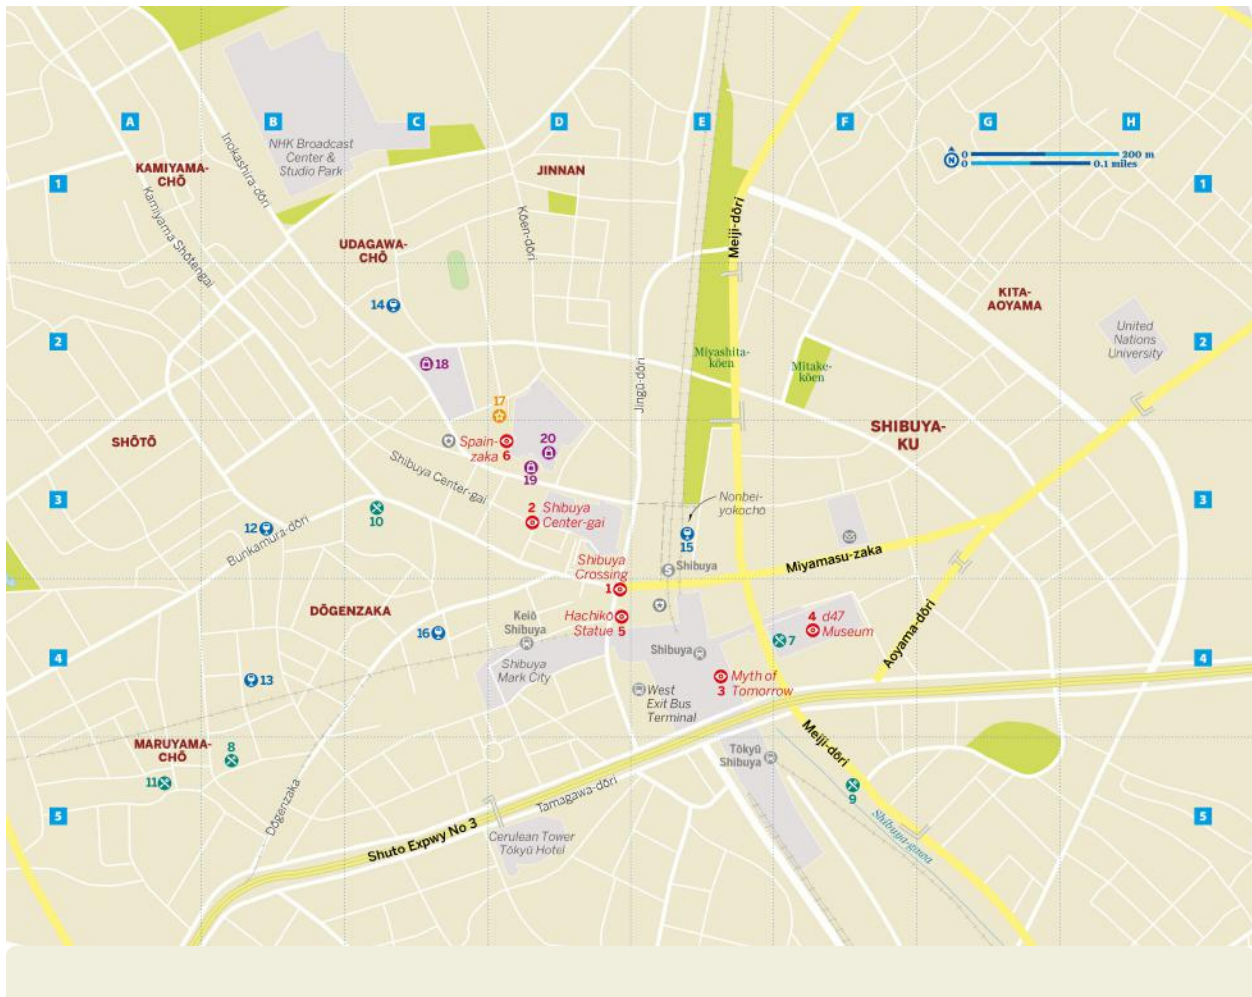 A
B
C
D
E
F
G
H
0
200 m
N
0
0.1 miles
NHK Broadcast
Center &
Studio Park
Inokashira-dōri
KAMIYAMA-
CHŌ
JINNAN
1
1
Kamiyama Shōtengai
Kōen-dōri
Meiji-dōri
UDAGAWA-
CHŌ
KITA-
AOYAMA
14
United
Nations
University
2
2
Miyashita-
kōen
Mitake-
kōen
18
Jingū-dōri
17
SHIBUYA-
KU
SHŌTŌ
Spain-
zaka 6
20
19
Shibuya Center-gai
3
3
Nonbei-
yokochō
2 Shibuya
Center-gai
10
12
Bunkamura-dōri
15
Miyamasu-zaka
Shibuya
Crossing
1
S
Shibuya
DŌGENZAKA
Keiō
Shibuya
Hachikō
Statue 5
4 d47
Museum
16
7
Aoyama-dōri
Shibuya
4
4
Shibuya
Mark City
13
Myth of
3 Tomorrow
West
Exit Bus
Terminal
MARUYAMA-
CHŌ
8
Meiji-dōri
Tōkyū
Shibuya
11
9
Tamagawa-dōri
5
5
Dōgenzaka
Shibuya-gawa
Shuto Expwy No 3
Cerulean Tower
Tōkyū Hotel